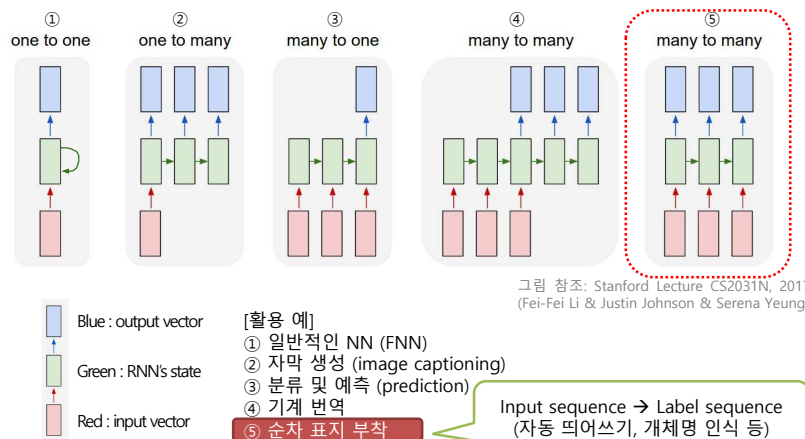 ① ② ③ ④ ⑤
one to one one to many many to one many to many many to many
그림 참조: Stanford Lecture CS2031N, 2017
(Fei-Fei Li & Justin Johnson & Serena Yeung
Blue : output vector
Green : RNN's state
Red : input vector
[활용 예]
① 일반적인 NN (FNN)
② 자막 생성 (image captioning)
③ 분류 및 예측 (prediction)
④ 기계 번역
⑤ 순차 표지 부착
Input sequence → Label sequence
(자동 띄어쓰기, 개체명 인식 등)